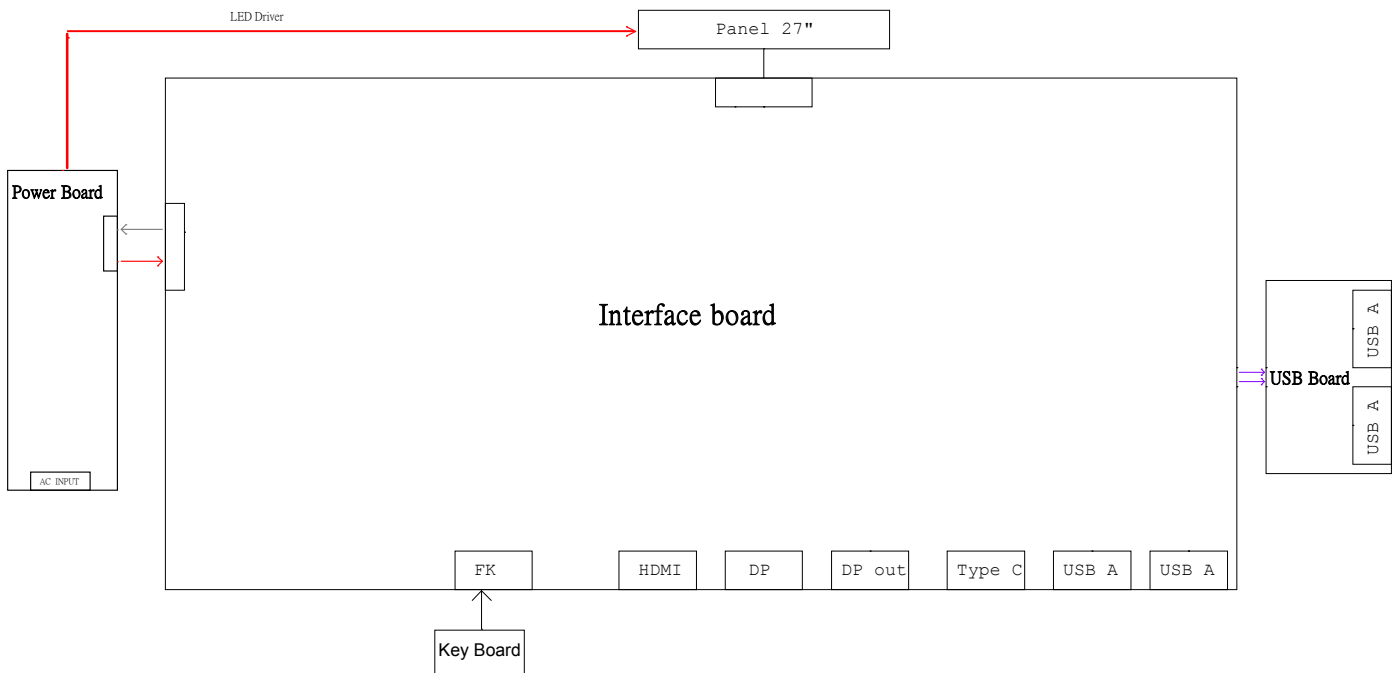 LED Driver
Panel 27"
Power Board
Interface board
USB A
USB Board
USB A
AC INPUT
FK
HDMI
DP
DP out
Type C
USB A
USB A
Key Board